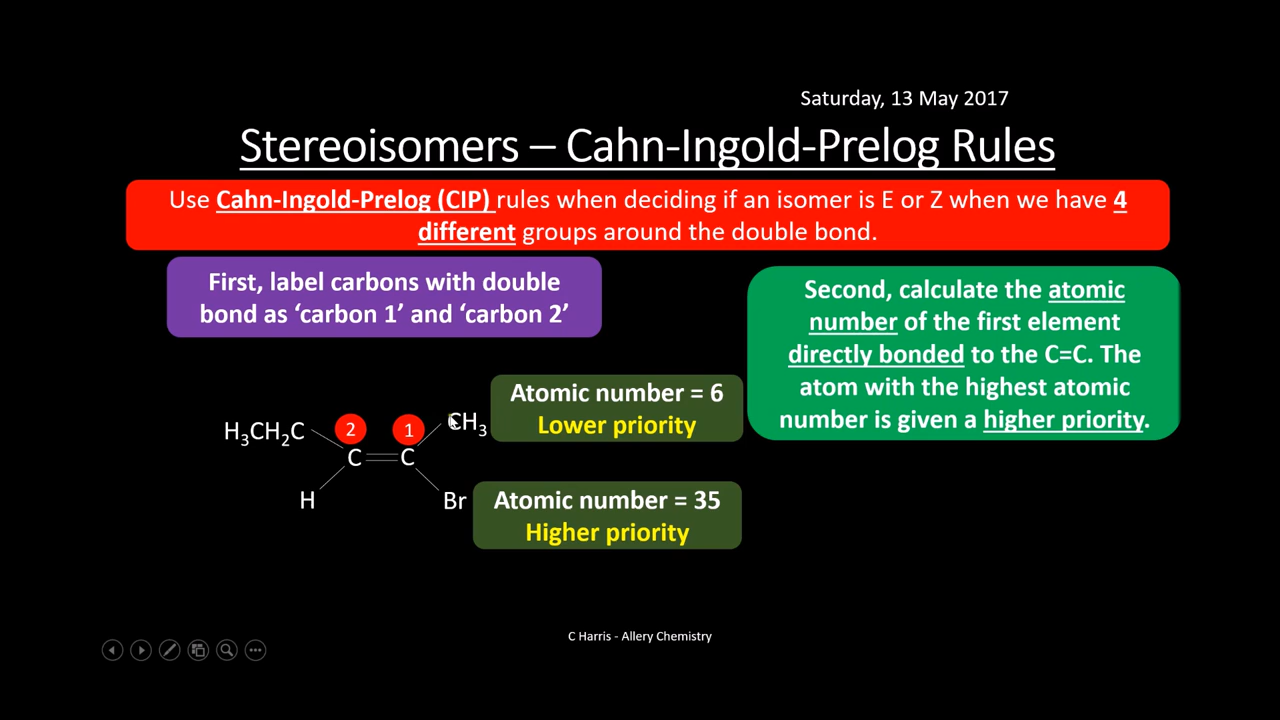 Saturday, 13 May 2017
Stereoisomers – Cahn-Ingold-Prelog Rules
Use Cahn-Ingold-Prelog (CIP) rules when deciding if an isomer is E or Z when we have 4
different groups around the double bond.
First, label carbons with double
bond as ‘carbon 1’ and ‘carbon 2’
Second, calculate the atomic
number of the first element
directly bonded to the C=C. The
atom with the highest atomic
number is given a higher priority.
Atomic number = 6
Lower priority
H₃CH₂C 2 1 CH₃
C C
H Br
Atomic number = 35
Higher priority
C Harris - Allery Chemistry